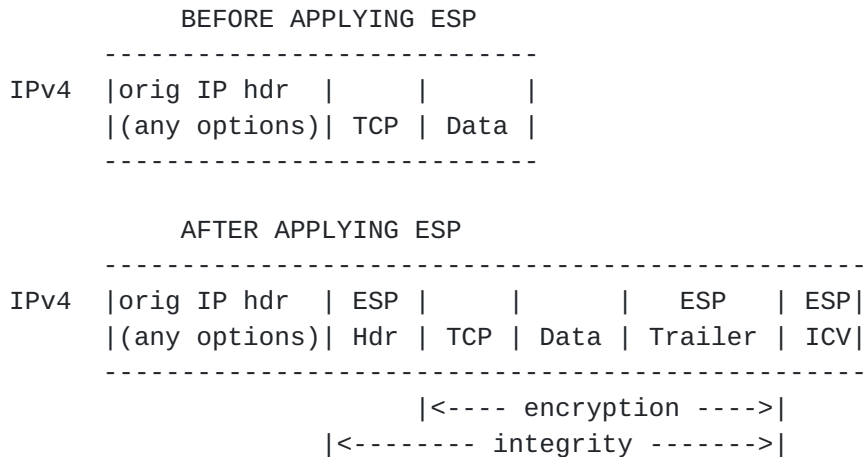 BEFORE APPLYING ESP
----------------------------
IPv4  |orig IP hdr  |     |      |
      |(any options)| TCP | Data |
----------------------------
AFTER APPLYING ESP
-------------------------------------------------
IPv4  |orig IP hdr  | ESP |     |      |   ESP   | ESP|
      |(any options)| Hdr | TCP | Data | Trailer | ICV|
-------------------------------------------------
|<---- encryption ---->|
|<-------- integrity ------->|